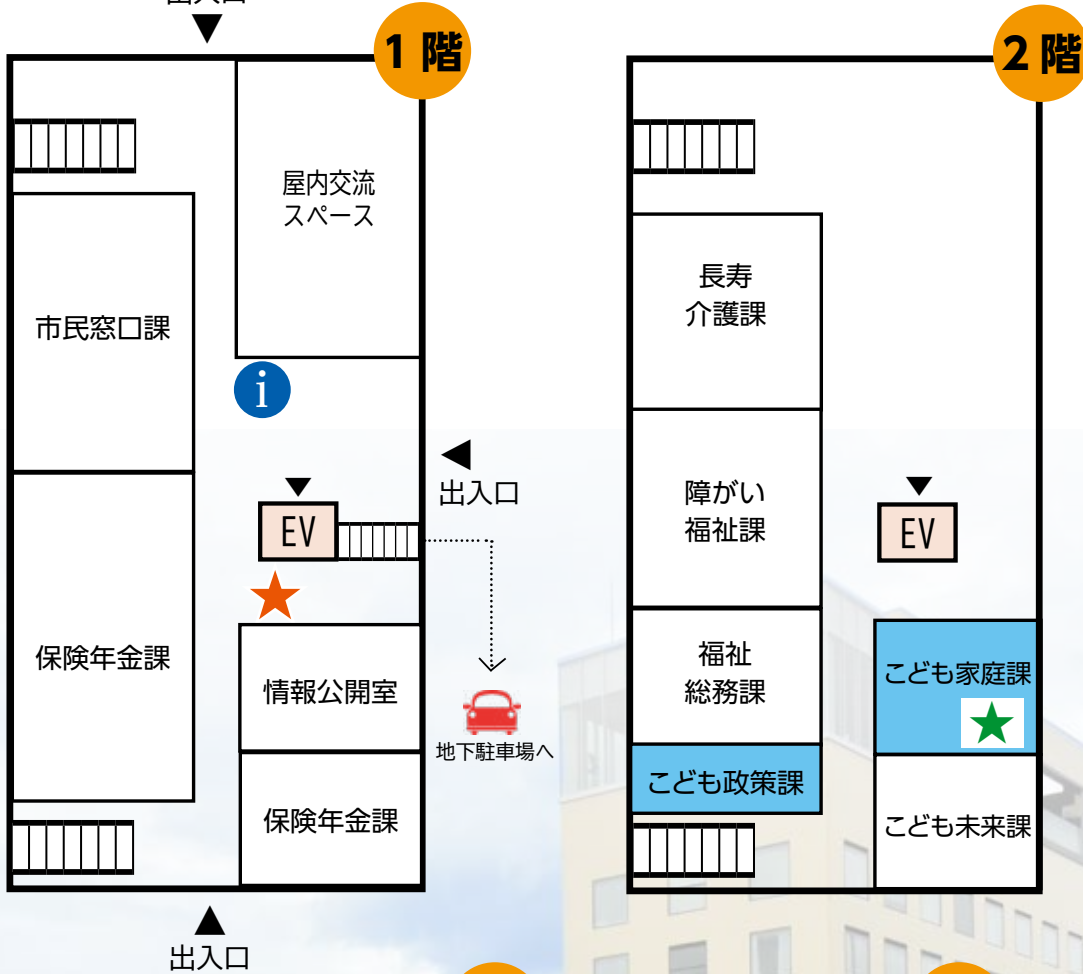 出入口
1階
屋内交流
スペース
市民窓口課
i
出入口
EV
保険年金課
情報公開室
地下駐車場へ
保険年金課
出入口
2階
長寿
介護課
障がい
福祉課
EV
福祉
総務課
こども家庭課
こども政策課
こども未来課